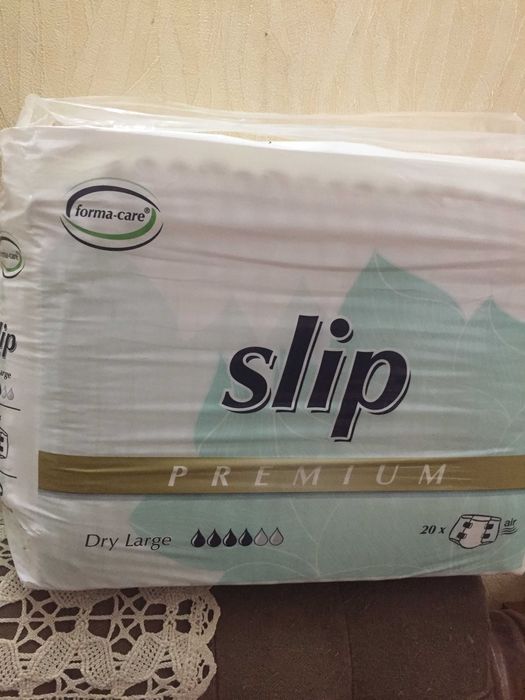 forma-care®
slip
PREMIUM
Dry Large
20 x
air